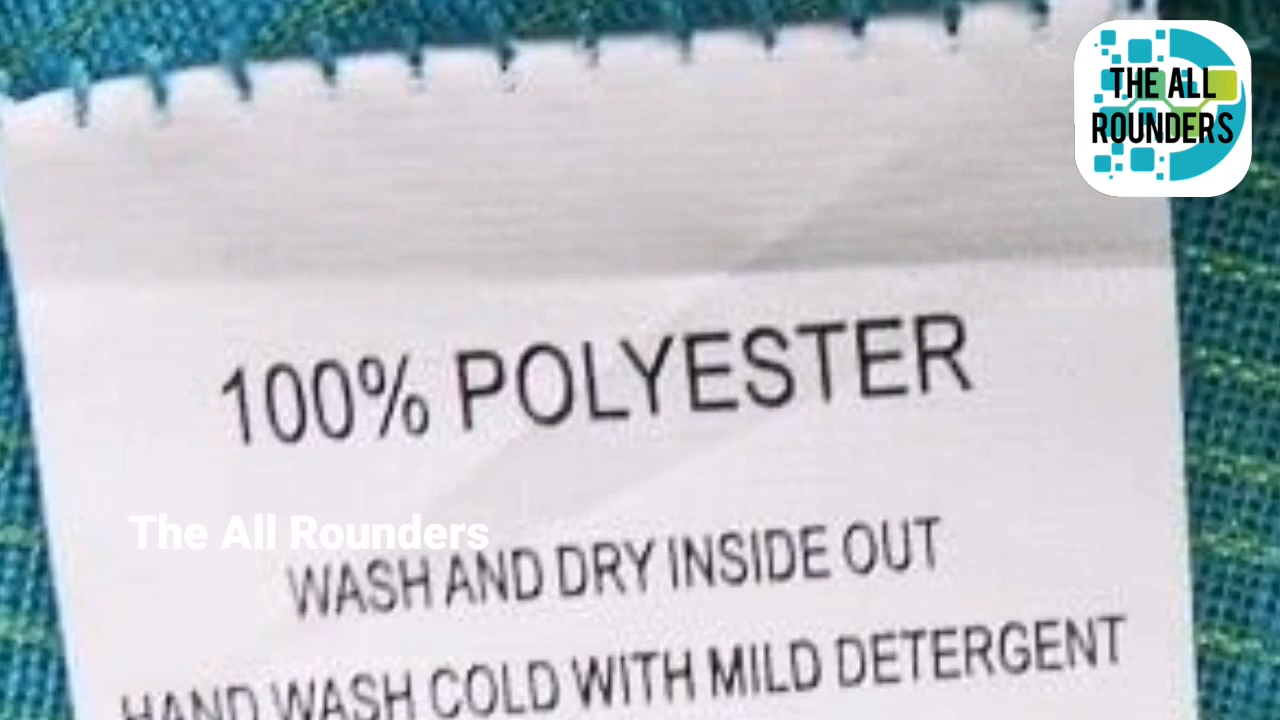 THE ALL
ROUNDERS
100% POLYESTER
The All Rounders
WASH AND DRY INSIDE OUT
HAND WASH COLD WITH MILD DETERGENT